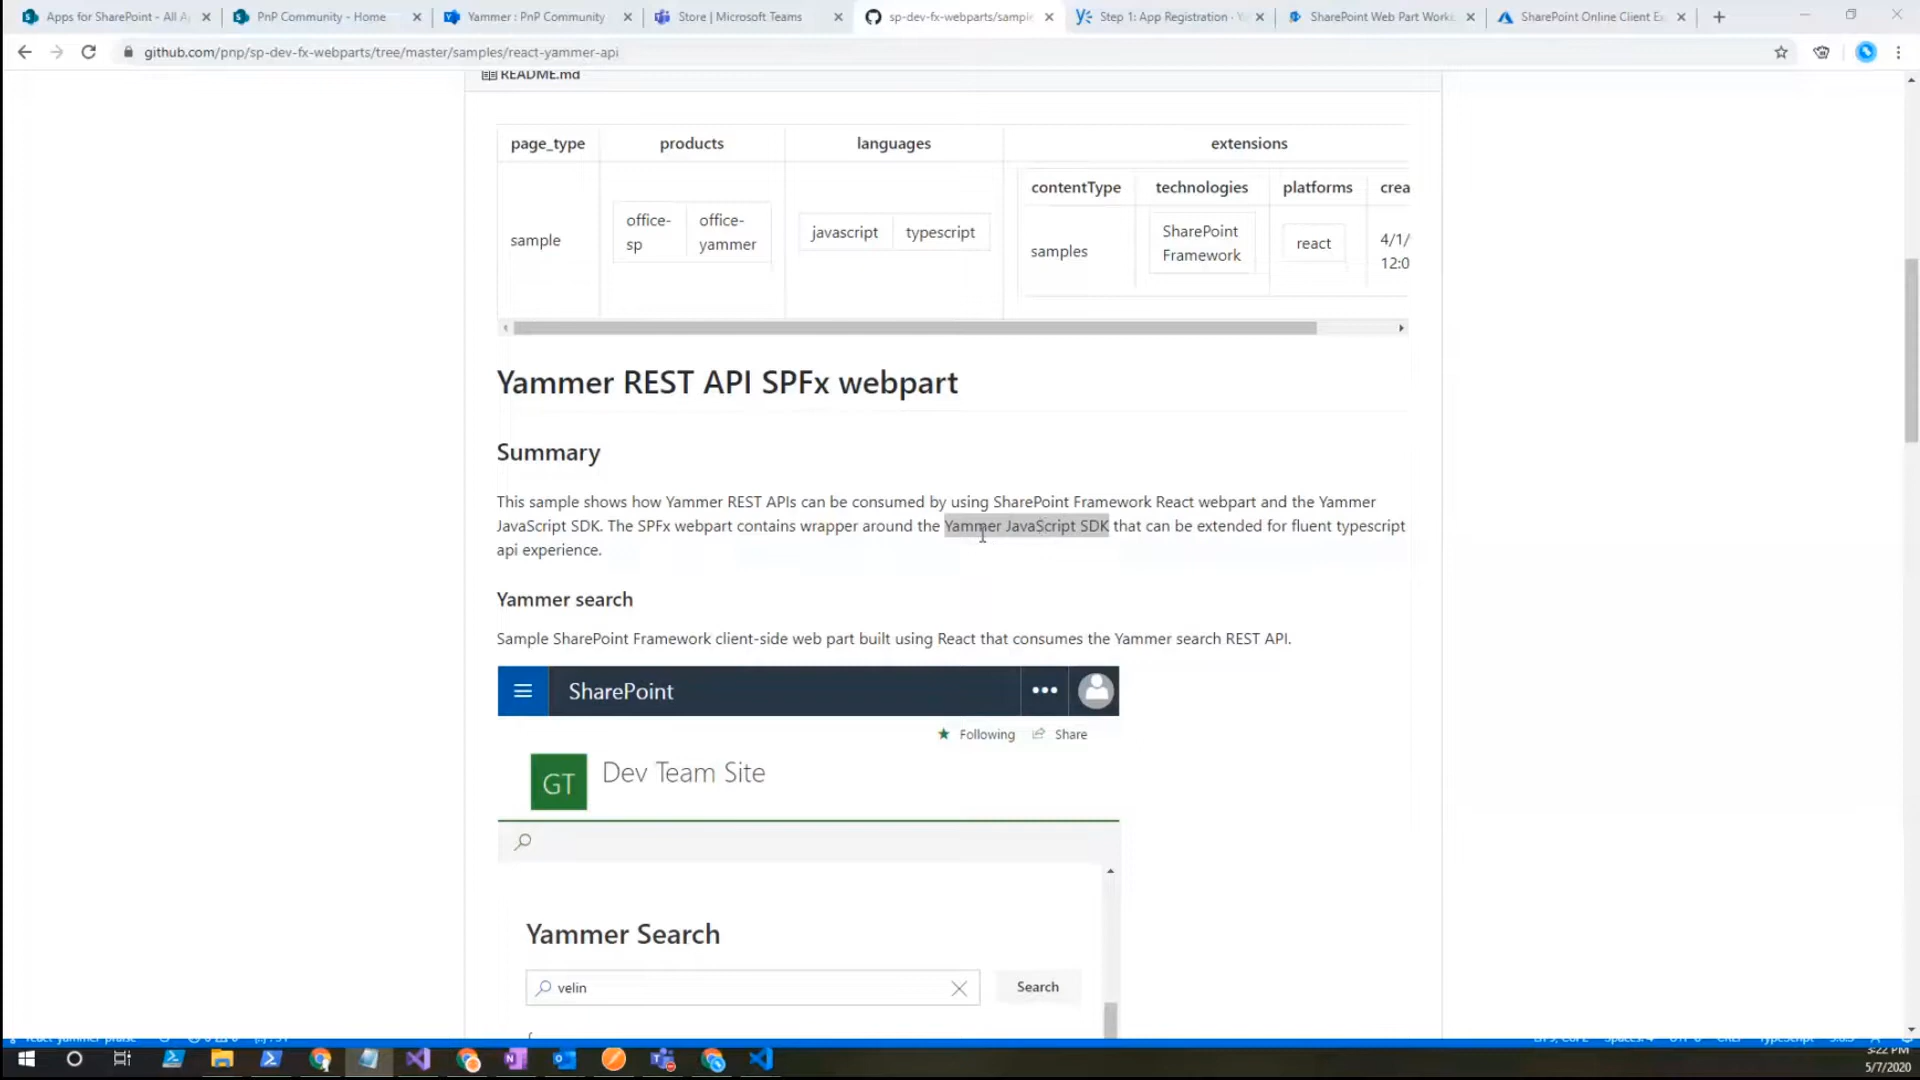 Apps for SharePoint - All A
PnP Community - Home
Yammer : PnP Community
Store | Microsoft Teams
sp-dev-fx-webparts/sample
Step 1: App Registration · Y
SharePoint Web Part Worki
SharePoint Online Client Ex
github.com/pnp/sp-dev-fx-webparts/tree/master/samples/react-yammer-api
README.md
page_type products languages extensions
contentType technologies platforms crea
sample
office-sp
office-yammer
javascript typescript
samples
SharePoint Framework
react
4/1/
12:0
Yammer REST API SPFx webpart
Summary
This sample shows how Yammer REST APIs can be consumed by using SharePoint Framework React webpart and the Yammer
JavaScript SDK. The SPFx webpart contains wrapper around the Yammer JavaScript SDK that can be extended for fluent typescript
api experience.
Yammer search
Sample SharePoint Framework client-side web part built using React that consumes the Yammer search REST API.
SharePoint
Following Share
GT Dev Team Site
Yammer Search
velin
Search
3:22 PM
5/7/2020